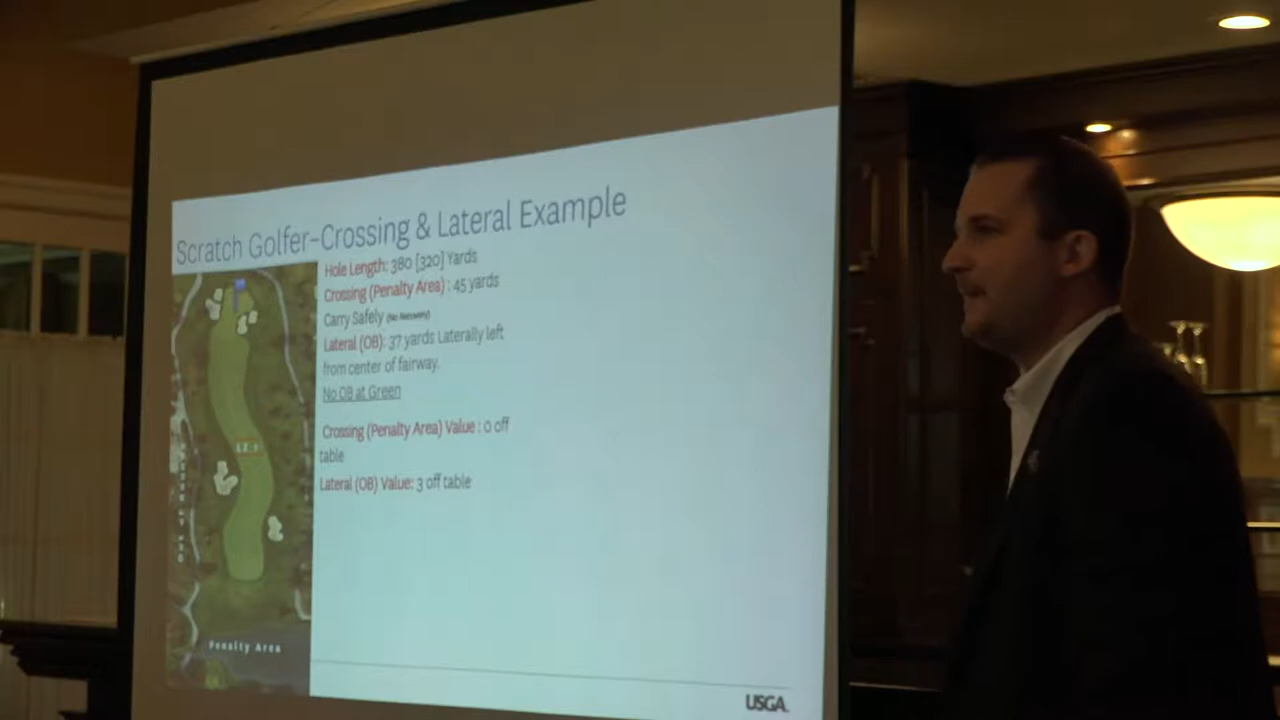 Scratch Golfer-Crossing & Lateral Example
Hole Length: 380 [320] Yards
Crossing (Penalty Area) : 45 yards
Carry Safely (No Recovery)
Lateral (OB): 37 yards Laterally left
from center of fairway.
No OB at Green
Crossing (Penalty Area) Value : 0 off
table
Lateral (OB) Value: 3 off table
Penalty Area
USGA.